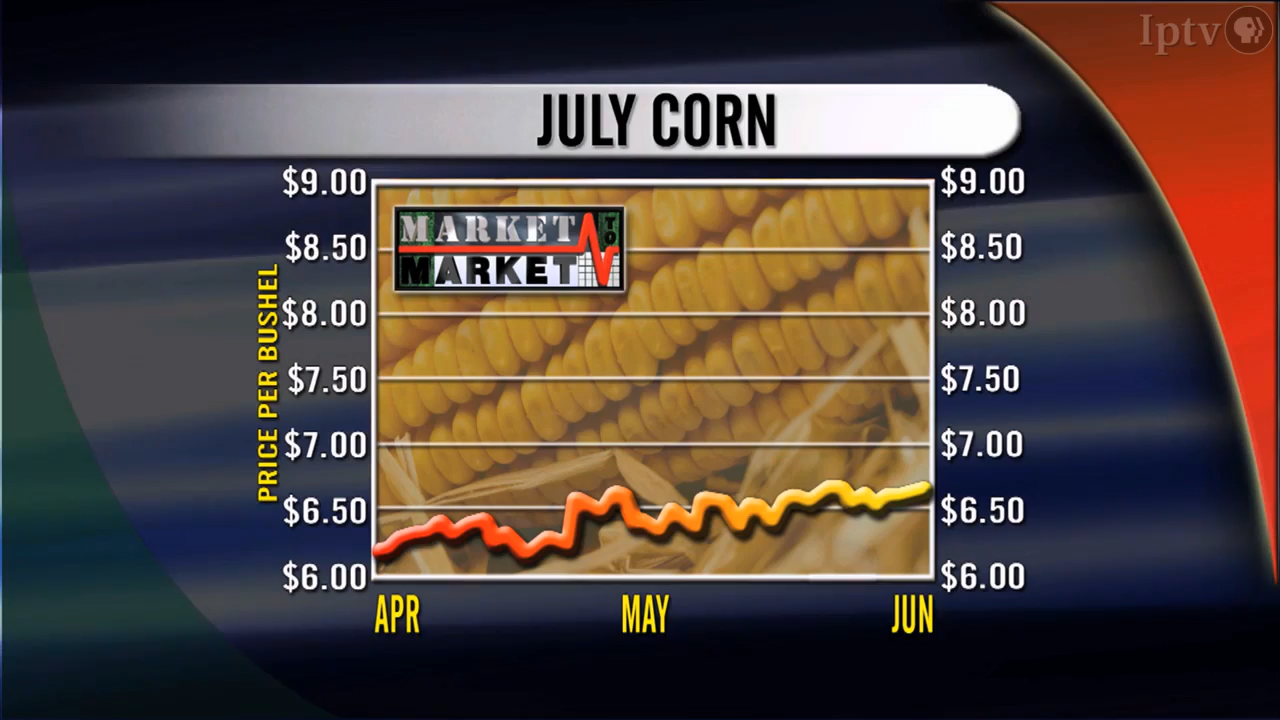 Iptv
JULY CORN
$9.00 $9.00
MARKET TO
MARKET
$8.50 $8.50
$8.00 $8.00
$7.50 $7.50
$7.00 $7.00
$6.50 $6.50
$6.00 $6.00
PRICE PER BUSHEL
APR MAY JUN